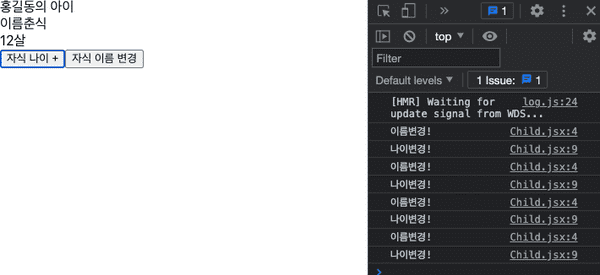 홍길동의 아이
이름춘식
12살
자식 나이 + 자식 이름 변경
1
top
Filter
Default levels 1 Issue: 1
[HMR] Waiting for log.js:24
update signal from WDS...
이름변경! Child.jsx:4
나이변경! Child.jsx:9
이름변경! Child.jsx:4
나이변경! Child.jsx:9
이름변경! Child.jsx:4
나이변경! Child.jsx:9
이름변경! Child.jsx:4
나이변경! Child.jsx:9